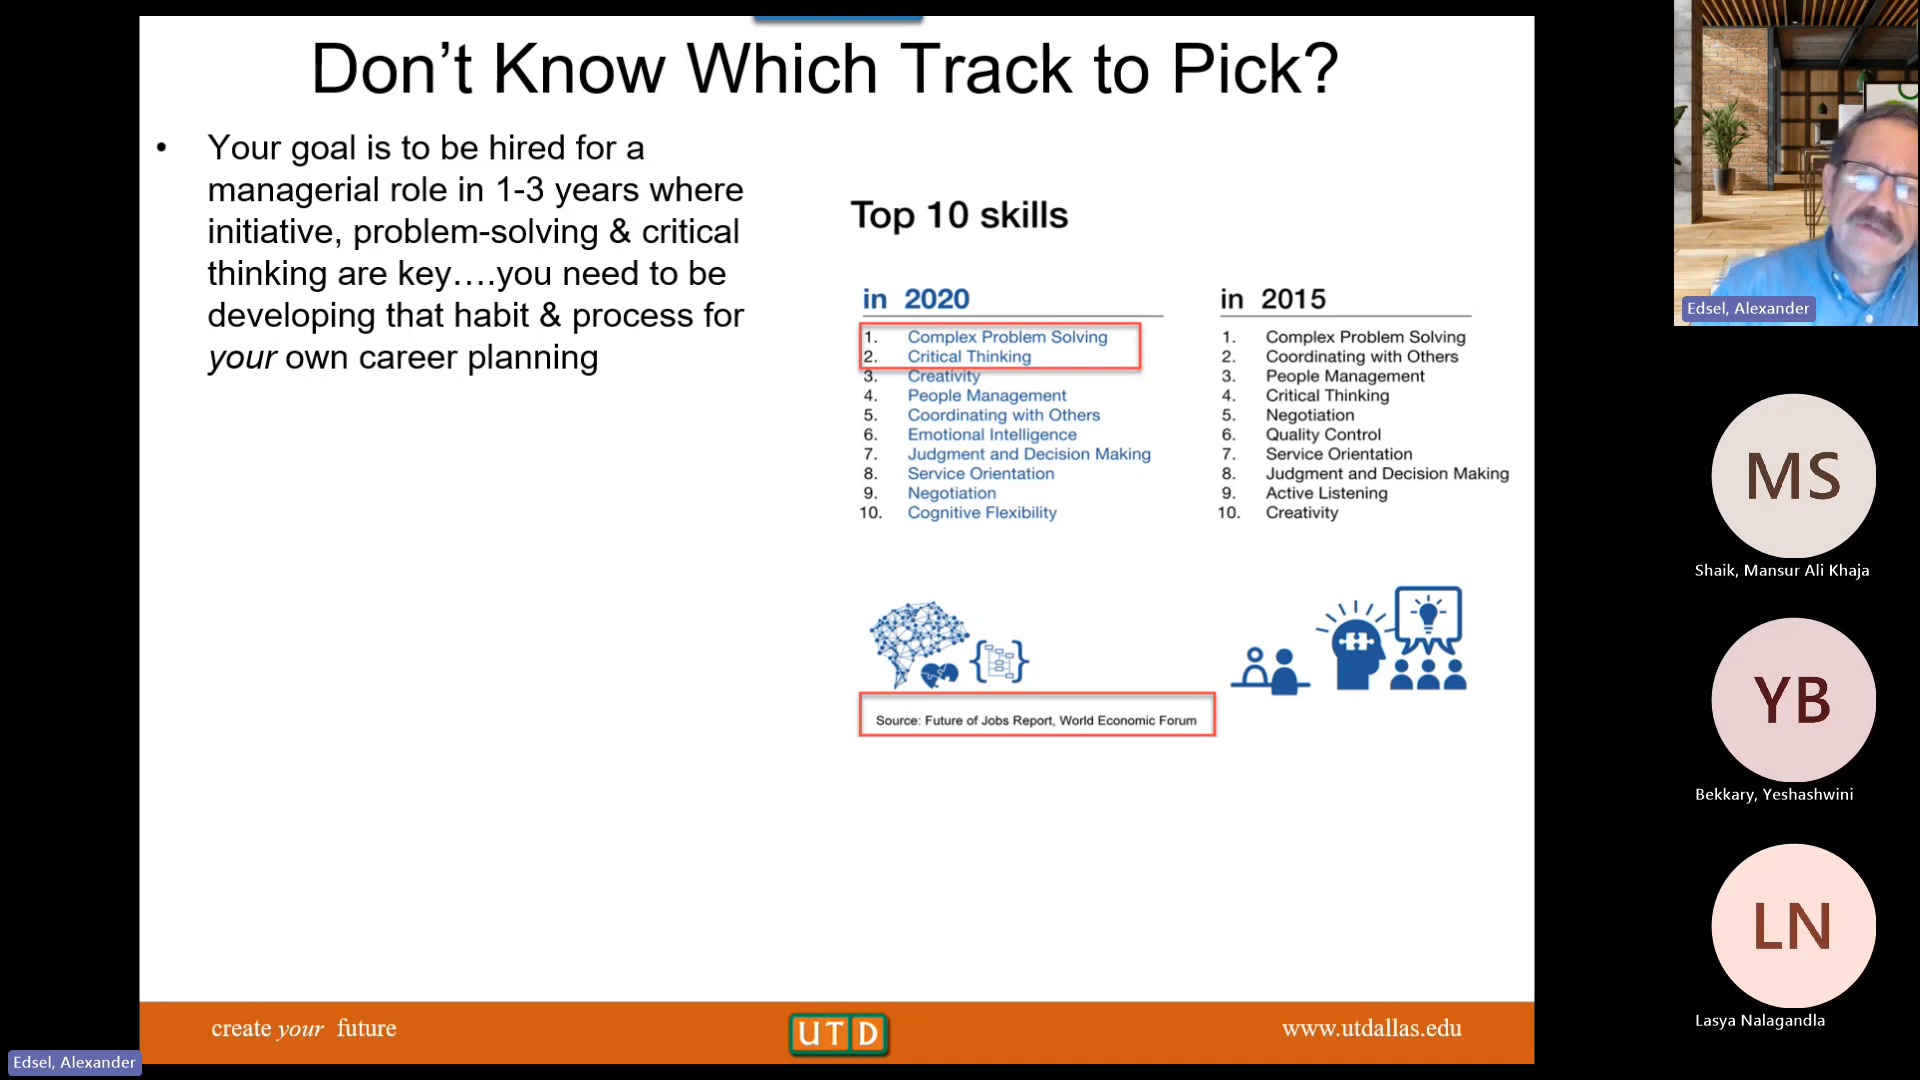 Don’t Know Which Track to Pick?
• Your goal is to be hired for a
managerial role in 1-3 years where
initiative, problem-solving & critical
thinking are key….you need to be
developing that habit & process for
your own career planning
Top 10 skills
in 2020
1. Complex Problem Solving
2. Critical Thinking
3. Creativity
4. People Management
5. Coordinating with Others
6. Emotional Intelligence
7. Judgment and Decision Making
8. Service Orientation
9. Negotiation
10. Cognitive Flexibility
in 2015
1. Complex Problem Solving
2. Coordinating with Others
3. People Management
4. Critical Thinking
5. Negotiation
6. Quality Control
7. Service Orientation
8. Judgment and Decision Making
9. Active Listening
10. Creativity
Source: Future of Jobs Report, World Economic Forum
create your future
UTD
www.utdallas.edu
Edsel, Alexander
Edsel, Alexander
MS
Shaik, Mansur Ali Khaja
YB
Bekkary, Yeshashwini
LN
Lasya Nalagandla